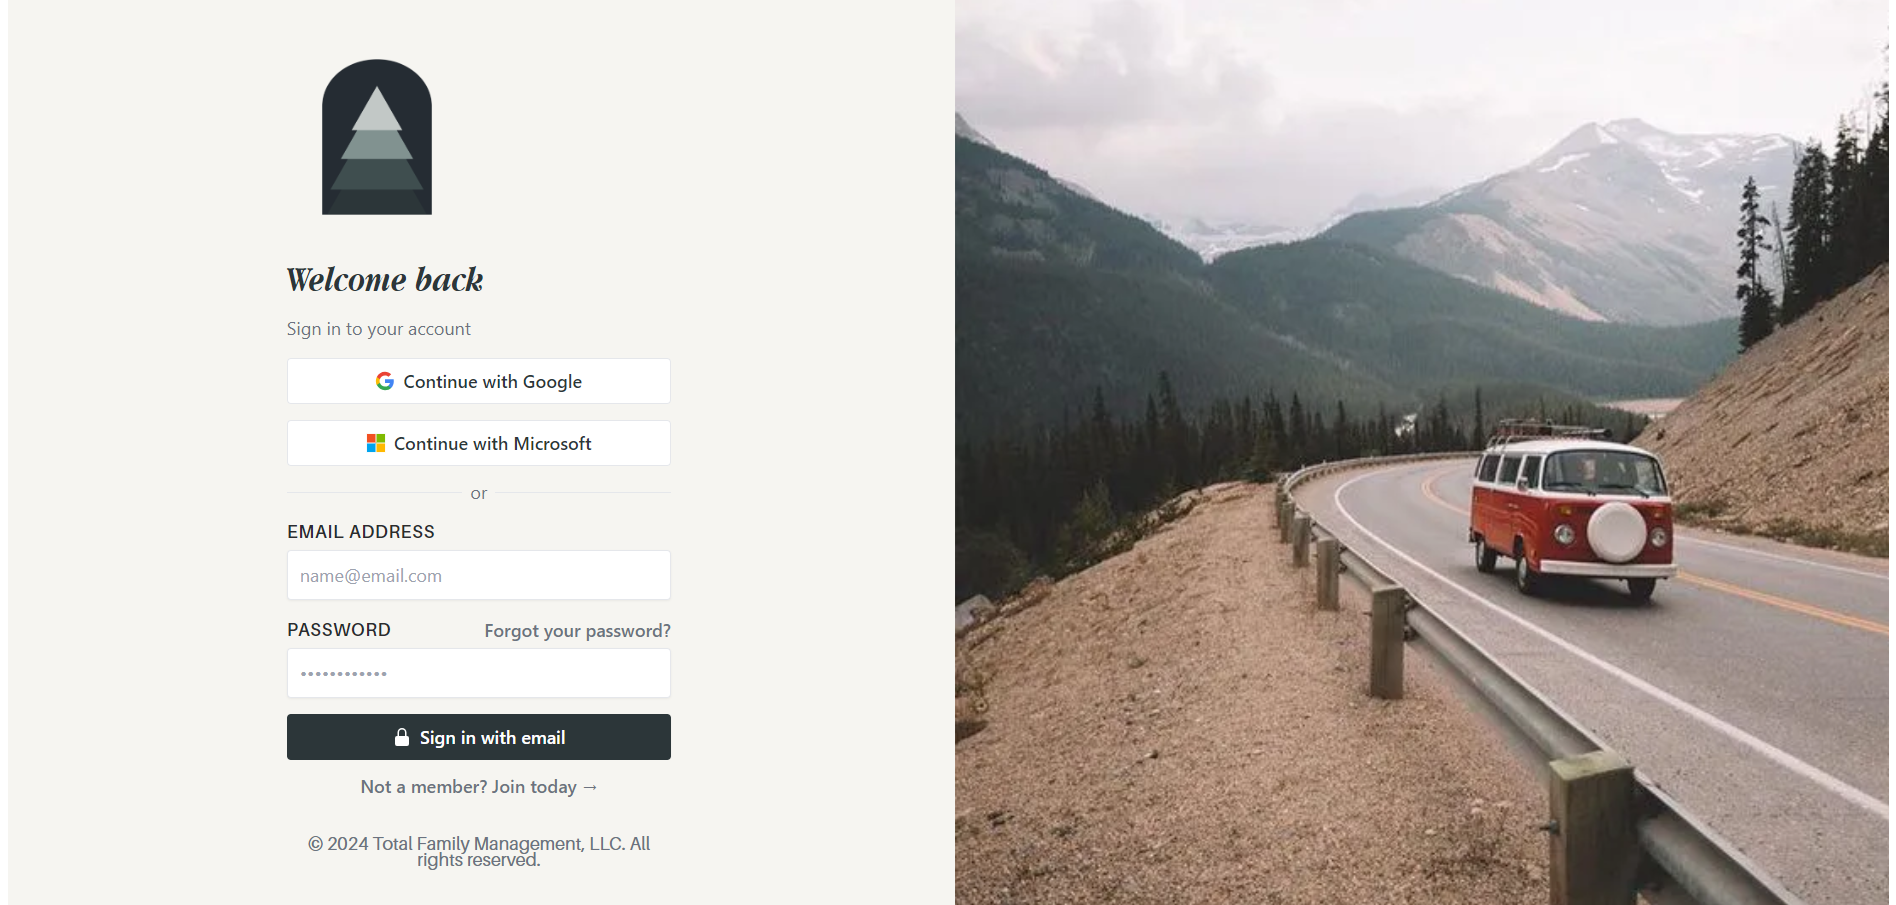 Welcome back
Sign in to your account
Continue with Google
Continue with Microsoft
or
EMAIL ADDRESS
name@email.com
PASSWORD
Forgot your password?
••••••••••••
Sign in with email
Not a member? Join today →
© 2024 Total Family Management, LLC. All
rights reserved.